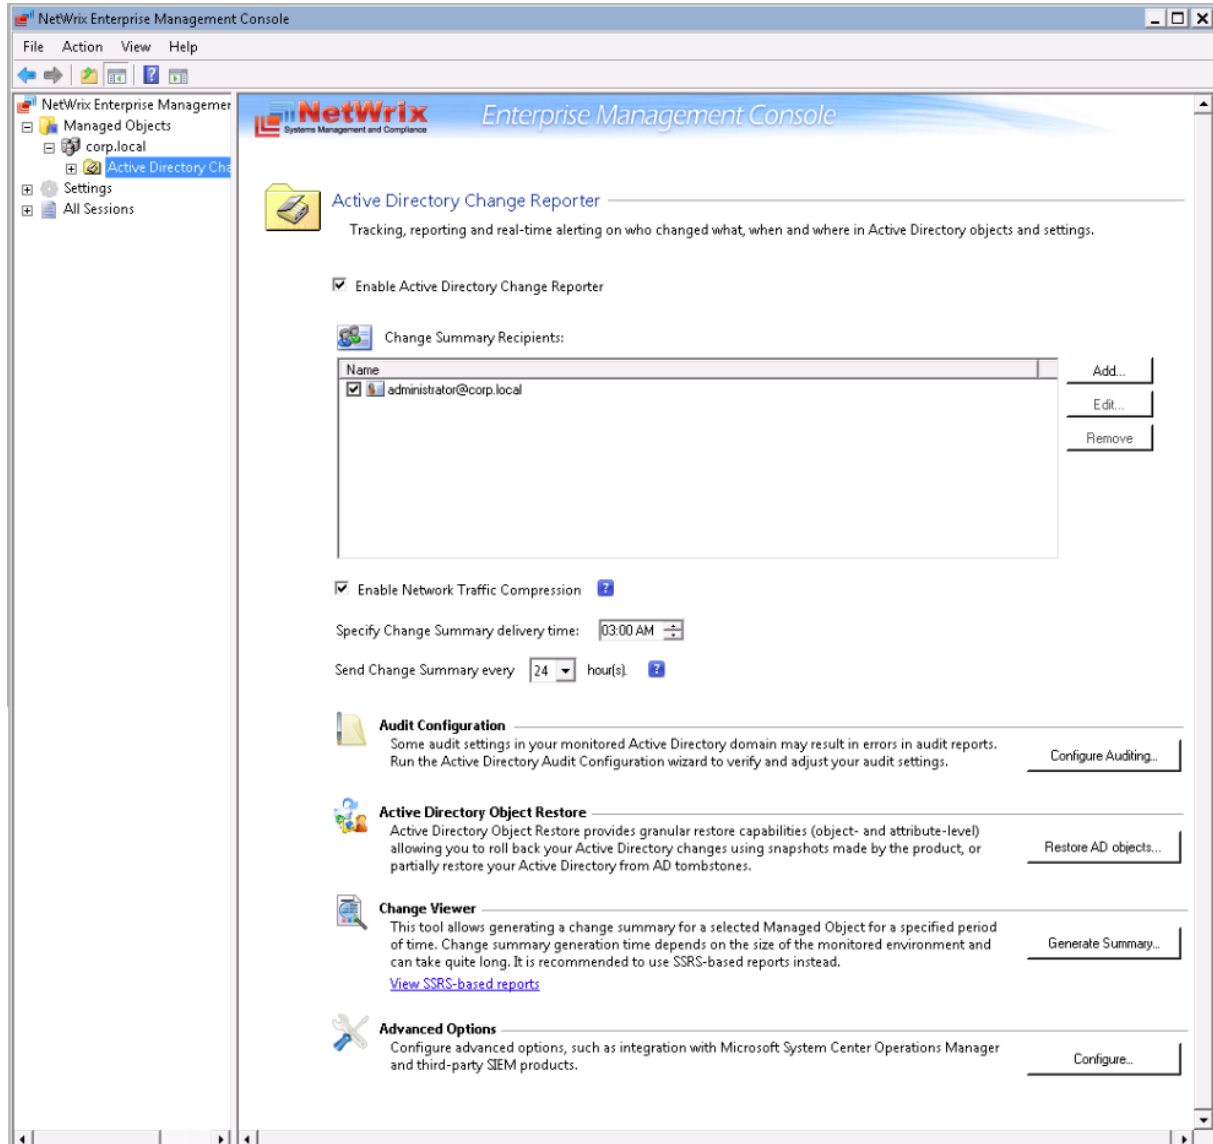 NetWrix Enterprise Management Console
File Action View Help
NetWrix Enterprise Managemer
Managed Objects
corp.local
Active Directory Cha
Settings
All Sessions
NetWrix
Systems Management and Compliance
Enterprise Management Console
Active Directory Change Reporter
Tracking, reporting and real-time alerting on who changed what, when and where in Active Directory objects and settings.
Enable Active Directory Change Reporter
Change Summary Recipients:
Name
administrator@corp.local
Add...
Edit...
Remove
Enable Network Traffic Compression
Specify Change Summary delivery time: 03:00 AM
Send Change Summary every 24 hour(s).
Audit Configuration
Some audit settings in your monitored Active Directory domain may result in errors in audit reports.
Run the Active Directory Audit Configuration wizard to verify and adjust your audit settings.
Configure Auditing...
Active Directory Object Restore
Active Directory Object Restore provides granular restore capabilities (object- and attribute-level)
allowing you to roll back your Active Directory changes using snapshots made by the product, or
partially restore your Active Directory from AD tombstones.
Restore AD objects...
Change Viewer
This tool allows generating a change summary for a selected Managed Object for a specified period
of time. Change summary generation time depends on the size of the monitored environment and
can take quite long. It is recommended to use SSRS-based reports instead.
Generate Summary...
View SSRS-based reports
Advanced Options
Configure advanced options, such as integration with Microsoft System Center Operations Manager
and third-party SIEM products.
Configure...